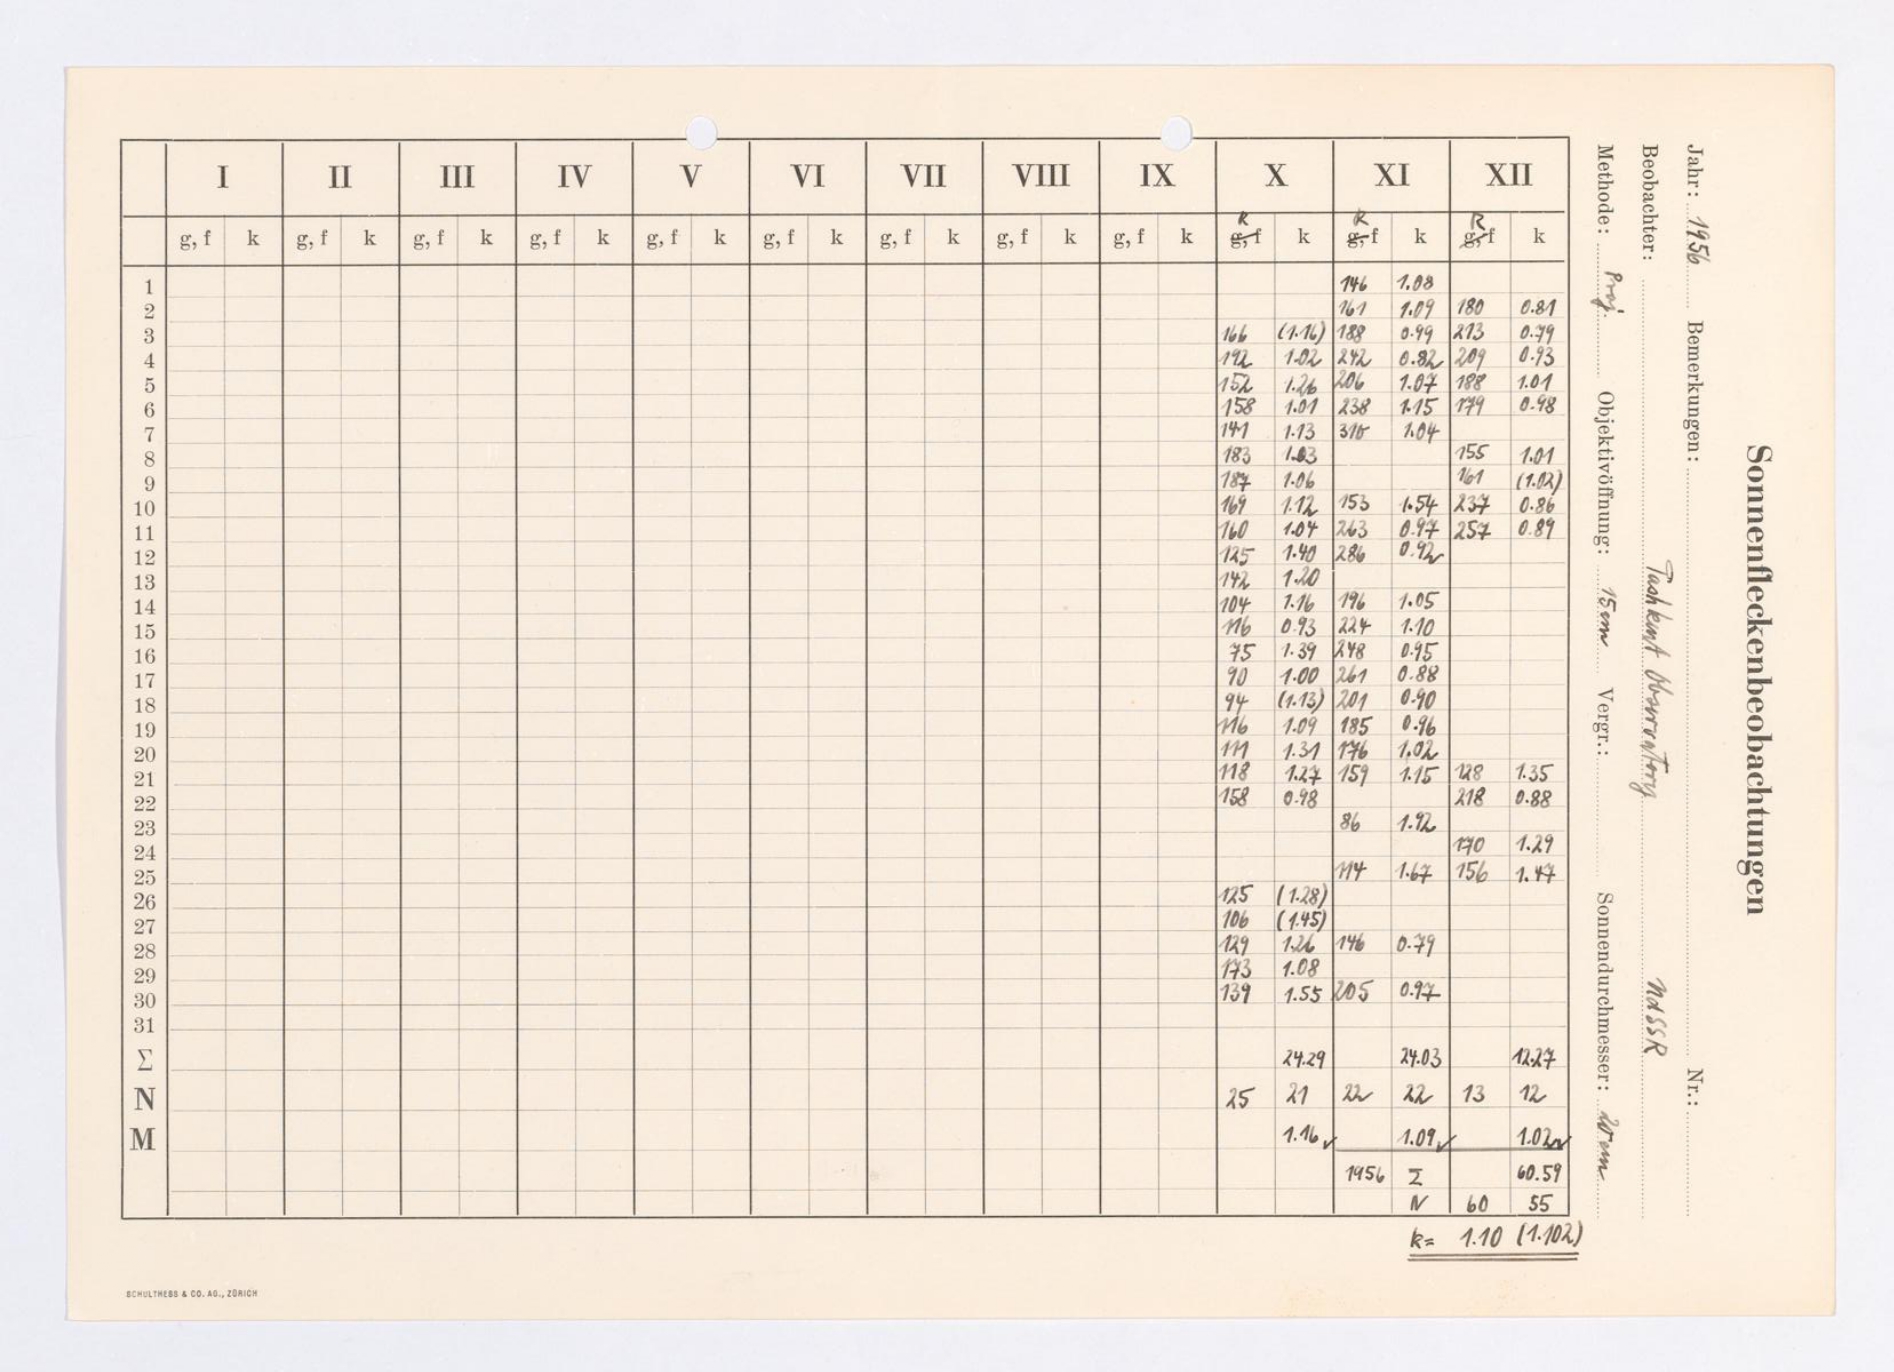 Sonnenfleckenbeobachtungen
Jahr: 1956 Bemerkungen: Nr.:
Beobachter: Tashkent Observatory UdSSR
Methode: Proj. Objektivöffnung: 15 cm Vergr.: Sonnendurchmesser: 20 cm
I II III IV V VI VII VIII IX X XI XII
R R R
g, f k g, f k g, f k g, f k g, f k g, f k g, f k g, f k g, f k g, f k g, f k g, f k
1 146 1.08
2 161 1.09 180 0.81
3 166 (1.16) 188 0.99 213 0.79
4 192 1.02 242 0.82 209 0.93
5 152 1.26 206 1.07 188 1.01
6 158 1.01 238 1.15 179 0.98
7 141 1.13 310 1.04
8 183 1.03 155 1.01
9 187 1.06 161 (1.02)
10 169 1.12 153 1.54 237 0.86
11 160 1.04 263 0.97 257 0.89
12 125 1.40 286 0.92
13 142 1.20
14 104 1.16 196 1.05
15 116 0.93 224 1.10
16 75 1.39 248 0.95
17 90 1.00 261 0.88
18 94 (1.13) 201 0.90
19 116 1.09 185 0.96
20 111 1.31 176 1.02
21 118 1.27 159 1.15 128 1.35
22 158 0.98 218 0.88
23 86 1.92
24 170 1.29
25 114 1.67 156 1.47
26 125 (1.28)
27 106 (1.45)
28 129 1.26 146 0.79
29 173 1.08
30 139 1.55 205 0.97
31
Σ 24.29 24.03 12.27
N 25 21 22 22 13 12
M 1.16 ✓ 1.09 ✓ 1.02 ✓
1956 Σ 60.59
N 60 55
k = 1.10 (1.102)
SCHULTHESS & CO. AG., ZÜRICH